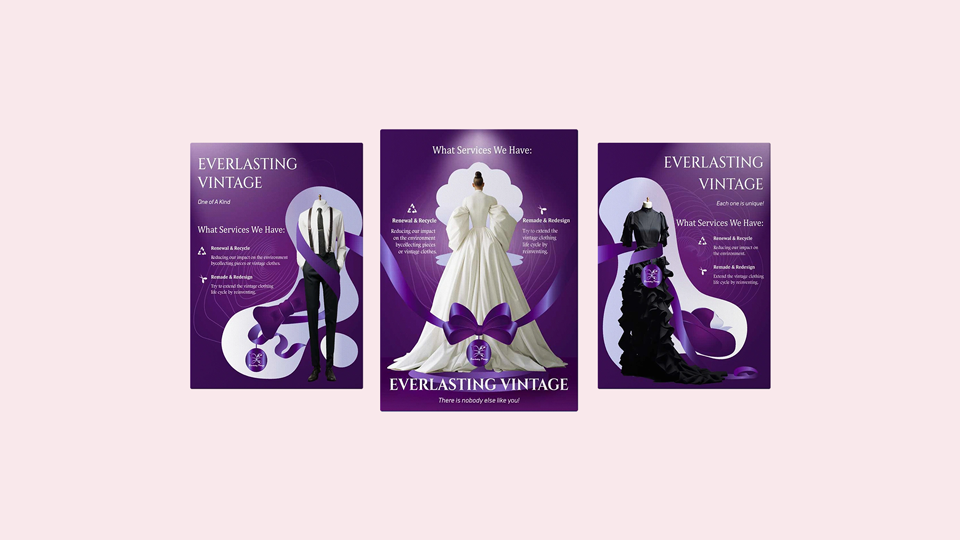 EVERLASTING
VINTAGE
One of A Kind
What Services We Have:
Renewal & Recycle
Reducing our impact on the environment
bycollecting pieces or vintage clothes.
Remade & Redesign
Try to extend the vintage clothing
life cycle by reinventing.
What Services We Have:
Renewal & Recycle
Reducing our impact
on the environment
bycollecting pieces
or vintage clothes.
Remade & Redesign
Try to extend the
vintage clothing
life cycle by
reinventing.
EVERLASTING VINTAGE
There is nobody else like you!
EVERLASTING
VINTAGE
Each one is unique!
What Services We Have:
Renewal & Recycle
Reducing our impact on
the environment.
Remade & Redesign
Extend the vintage clothing
life cycle by reinventing.